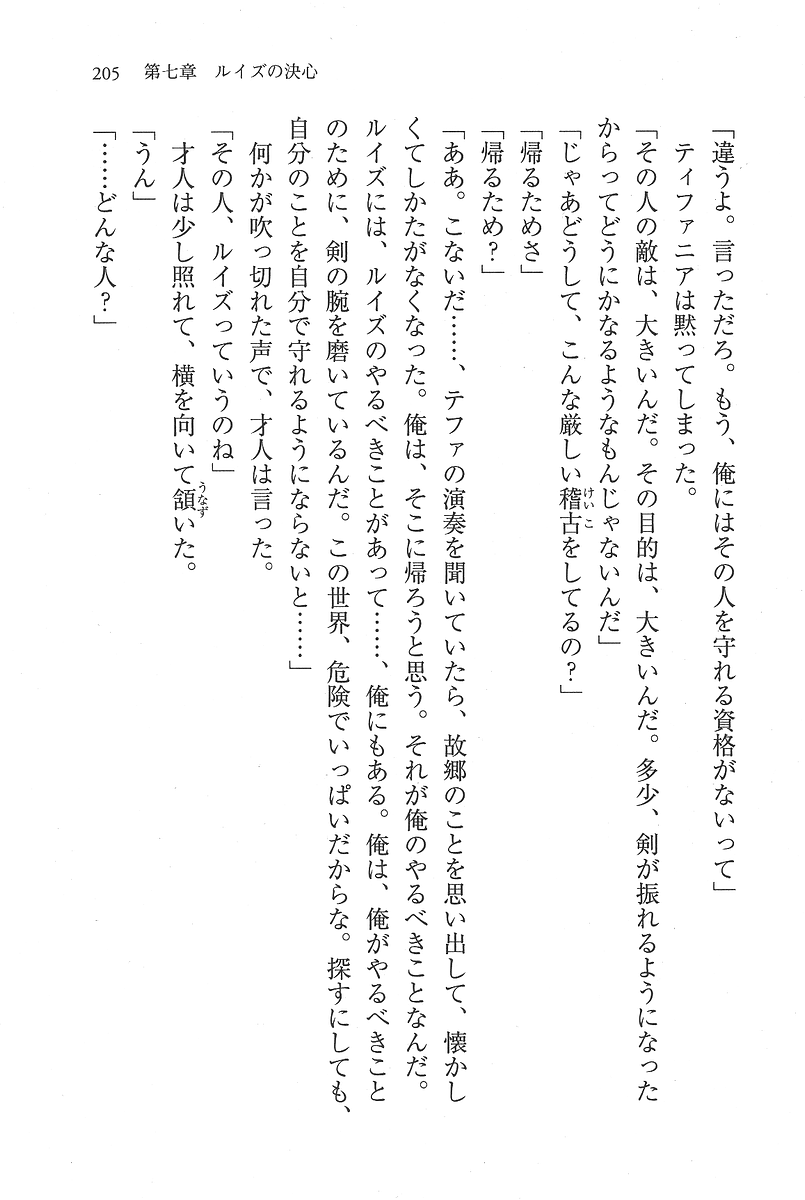 205　第七章　ルイズの決心
「違うよ。言っただろ。もう、俺にはその人を守れる資格がないって」
　ティファニアは黙ってしまった。
「その人の敵は、大きいんだ。その目的は、大きいんだ。多少、剣が振れるようになった
からってどうにかなるようなもんじゃないんだ」
「じゃあどうして、こんな厳しい稽古をしてるの？」
「帰るためさ」
「帰るため？」
「ああ。こないだ……、テファの演奏を聞いていたら、故郷のことを思い出して、懐かし
くてしかたがなくなった。俺は、そこに帰ろうと思う。それが俺のやるべきことなんだ。
ルイズには、ルイズのやるべきことがあって……、俺にもある。俺は、俺がやるべきこと
のために、剣の腕を磨いているんだ。この世界、危険でいっぱいだからな。探すにしても、
自分のことを自分で守れるようにならないと……」
　何かが吹っ切れた声で、才人は言った。
「その人、ルイズっていうのね」
　才人は少し照れて、横を向いて頷いた。
「うん」
「……どんな人？」